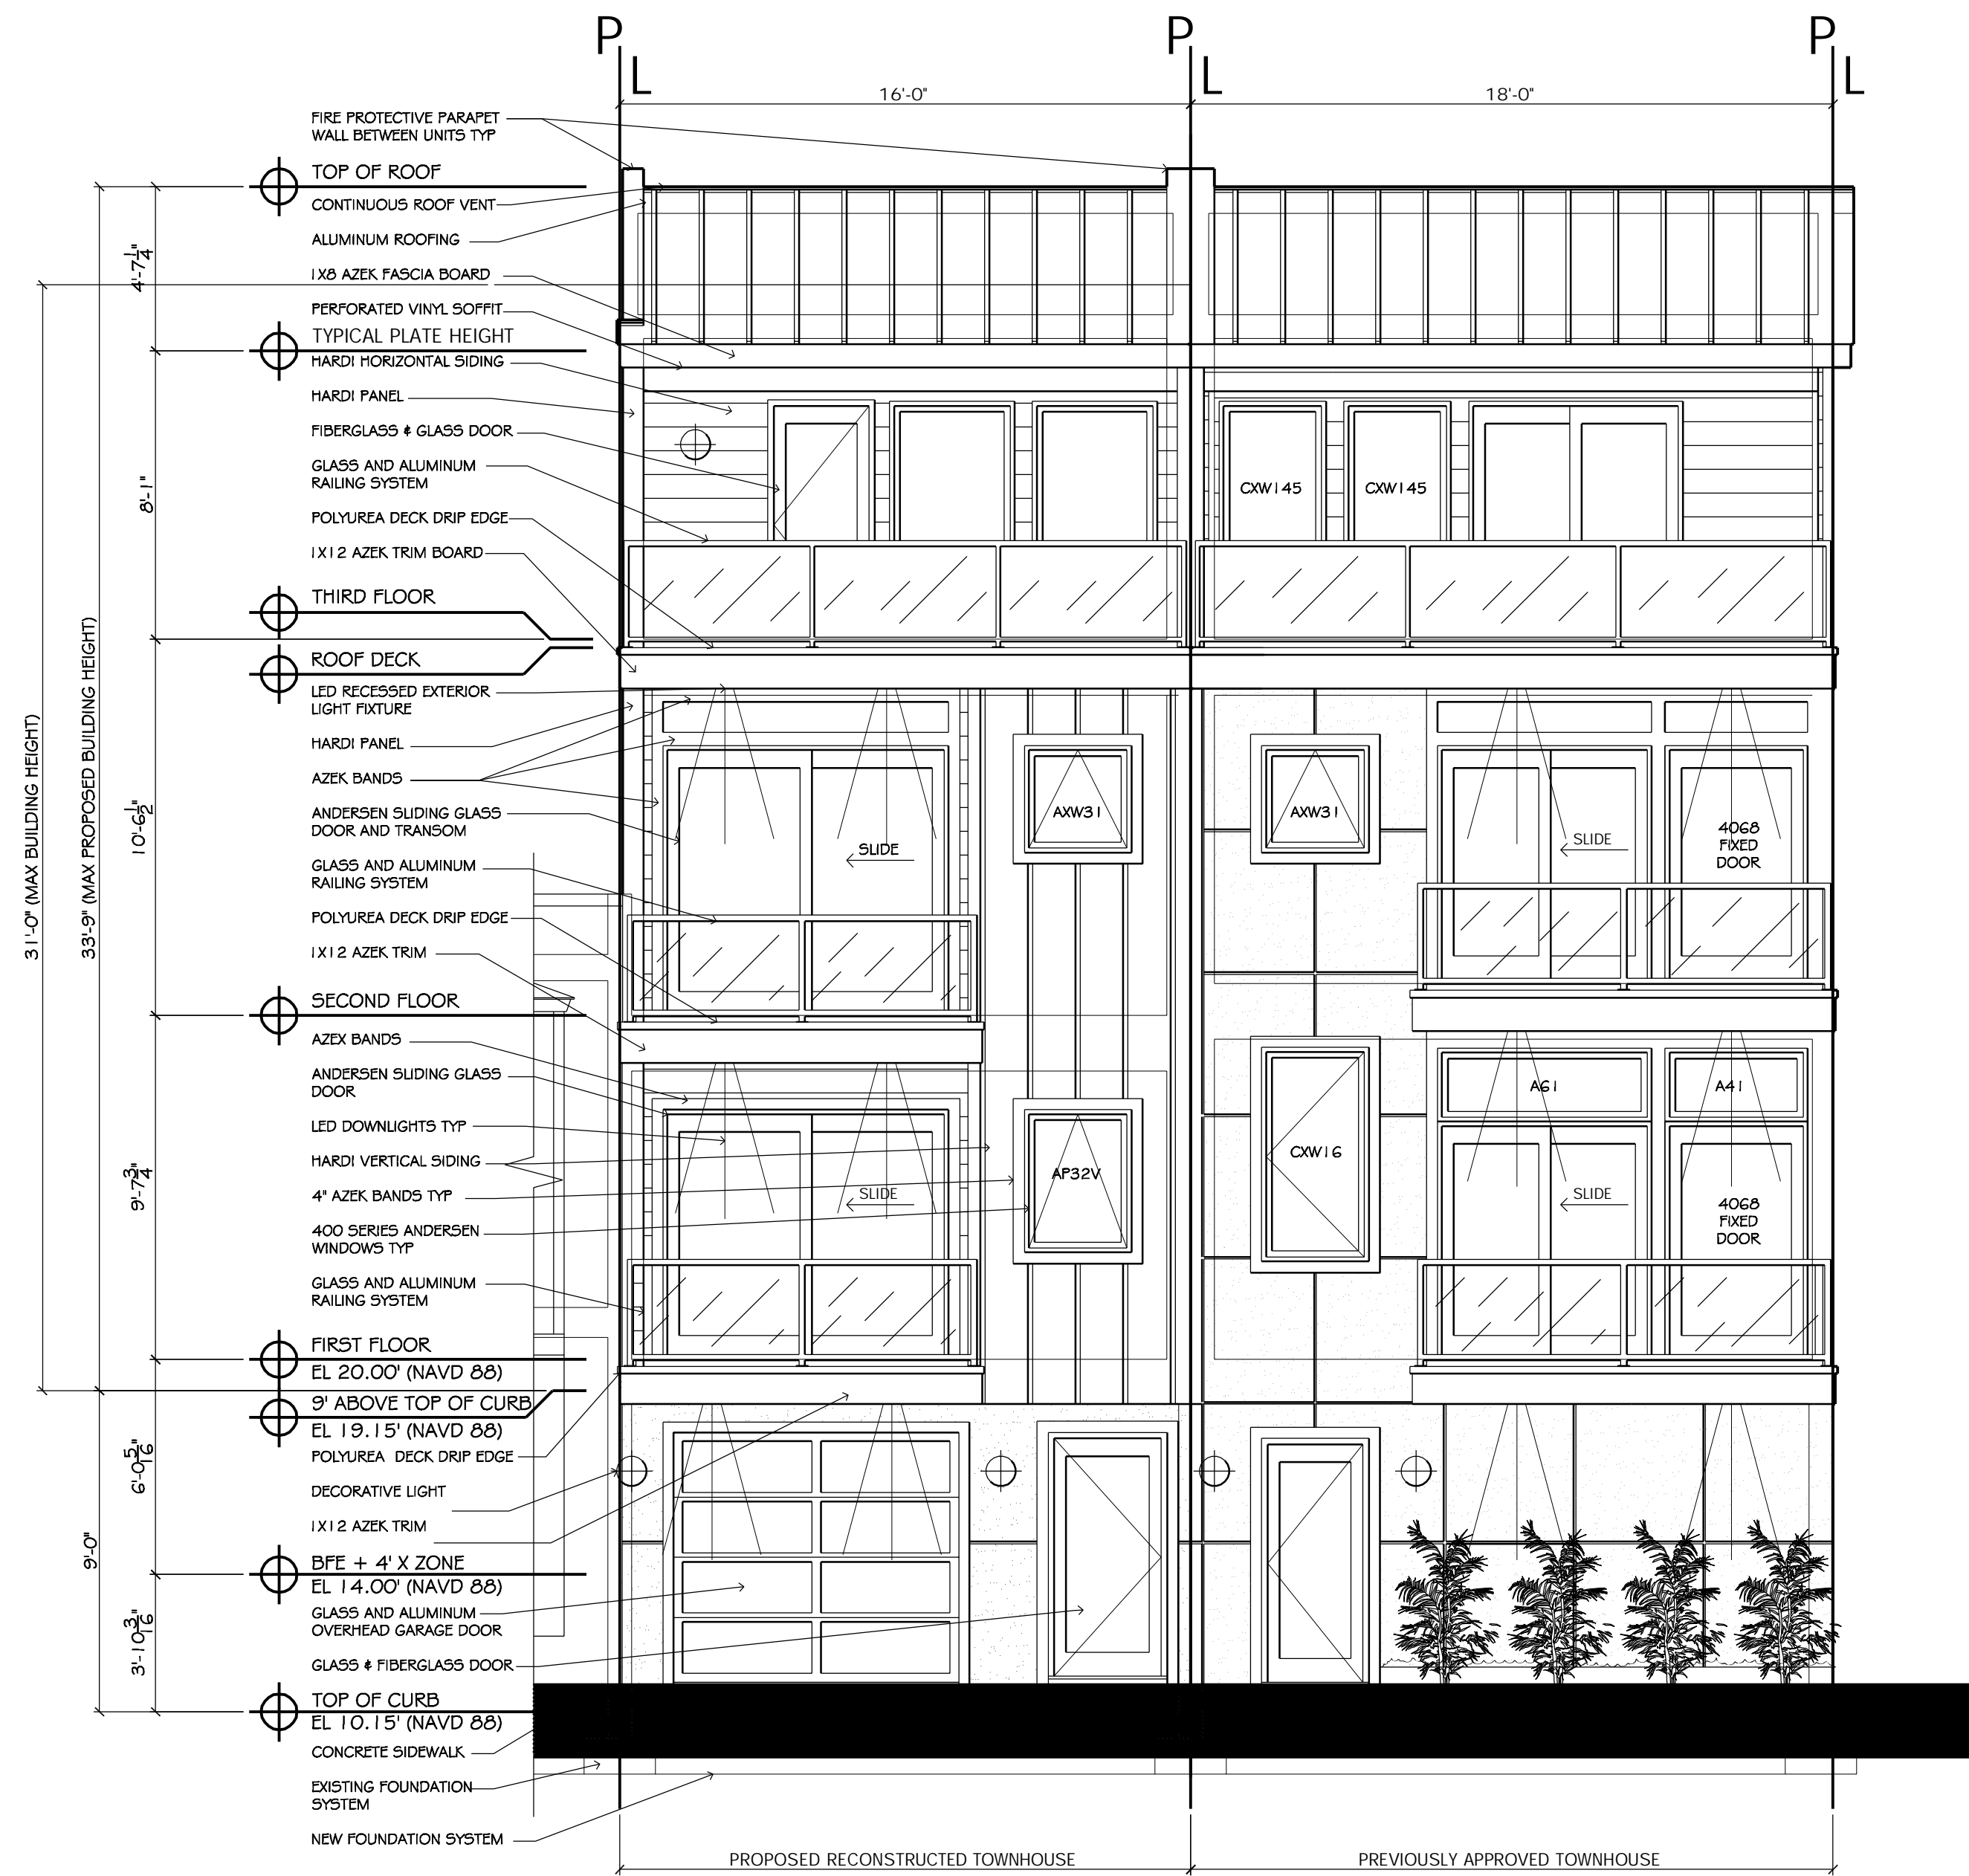 P
L
P
L
P
L
16'-0"
18'-0"
FIRE PROTECTIVE PARAPET
WALL BETWEEN UNITS TYP
TOP OF ROOF
CONTINUOUS ROOF VENT
ALUMINUM ROOFING
1X8 AZEK FASCIA BOARD
PERFORATED VINYL SOFFIT
TYPICAL PLATE HEIGHT
HARDI HORIZONTAL SIDING
HARDI PANEL
FIBERGLASS & GLASS DOOR
GLASS AND ALUMINUM
RAILING SYSTEM
POLYUREA DECK DRIP EDGE
1X12 AZEK TRIM BOARD
THIRD FLOOR
ROOF DECK
LED RECESSED EXTERIOR
LIGHT FIXTURE
HARDI PANEL
AZEK BANDS
ANDERSEN SLIDING GLASS
DOOR AND TRANSOM
GLASS AND ALUMINUM
RAILING SYSTEM
POLYUREA DECK DRIP EDGE
1X12 AZEK TRIM
SECOND FLOOR
AZEX BANDS
ANDERSEN SLIDING GLASS
DOOR
LED DOWNLIGHTS TYP
HARDI VERTICAL SIDING
4" AZEK BANDS TYP
400 SERIES ANDERSEN
WINDOWS TYP
GLASS AND ALUMINUM
RAILING SYSTEM
FIRST FLOOR
EL 20.00' (NAVD 88)
9' ABOVE TOP OF CURB
EL 19.15' (NAVD 88)
POLYUREA DECK DRIP EDGE
DECORATIVE LIGHT
1X12 AZEK TRIM
BFE + 4' X ZONE
EL 14.00' (NAVD 88)
GLASS AND ALUMINUM
OVERHEAD GARAGE DOOR
GLASS & FIBERGLASS DOOR
TOP OF CURB
EL 10.15' (NAVD 88)
CONCRETE SIDEWALK
EXISTING FOUNDATION
SYSTEM
NEW FOUNDATION SYSTEM
31'-0" (MAX BUILDING HEIGHT)
33'-9" (MAX PROPOSED BUILDING HEIGHT)
9'-0"
4'-7 1/4"
8'-1"
10'-6 1/2"
9'-7 3/4"
6'-0 5/16"
3'-10 3/16"
CXW145
CXW145
AXW31
AXW31
SLIDE
SLIDE
4068
FIXED
DOOR
A61
A41
CXW16
AP32V
SLIDE
SLIDE
4068
FIXED
DOOR
PROPOSED RECONSTRUCTED TOWNHOUSE
PREVIOUSLY APPROVED TOWNHOUSE